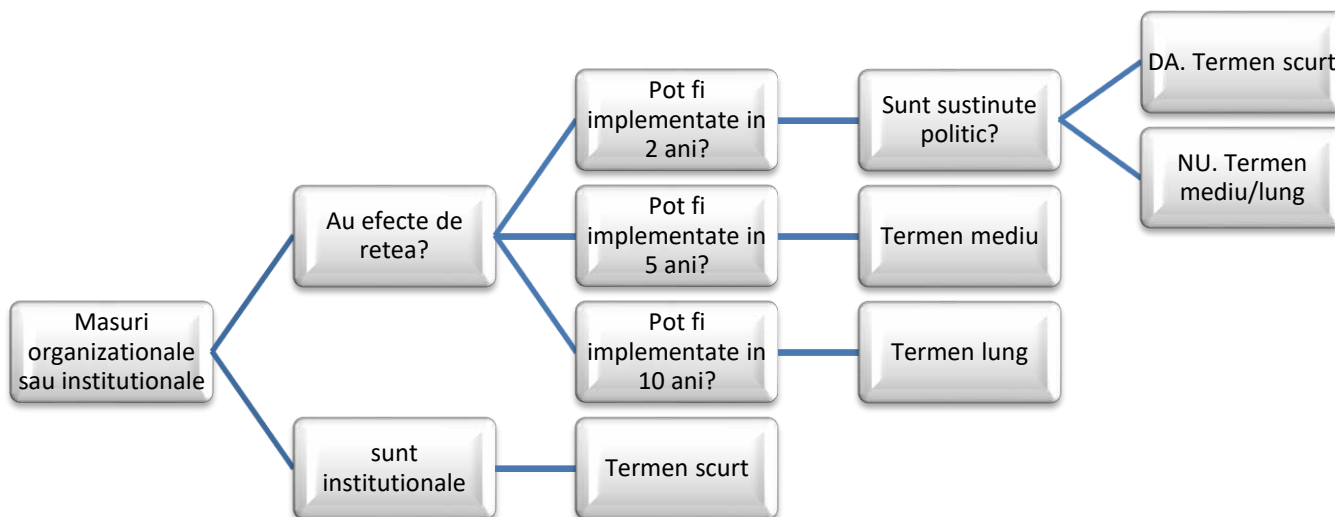 Masuri
organizationale
sau institutionale
Au efecte de
retea?
sunt
institutionale
Pot fi
implementate in
2 ani?
Pot fi
implementate in
5 ani?
Pot fi
implementate in
10 ani?
Termen scurt
Sunt sustinute
politic?
Termen mediu
Termen lung
DA. Termen scurt
NU. Termen
mediu/lung